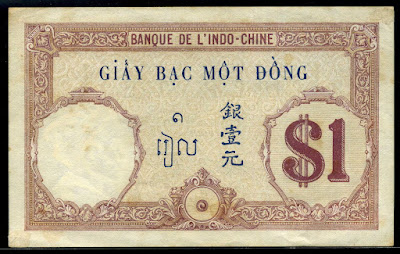 BANQUE DE L'INDO-CHINE
GIẤY BẠC MỘT ĐỒNG
១
រៀល
銀壹元
$1